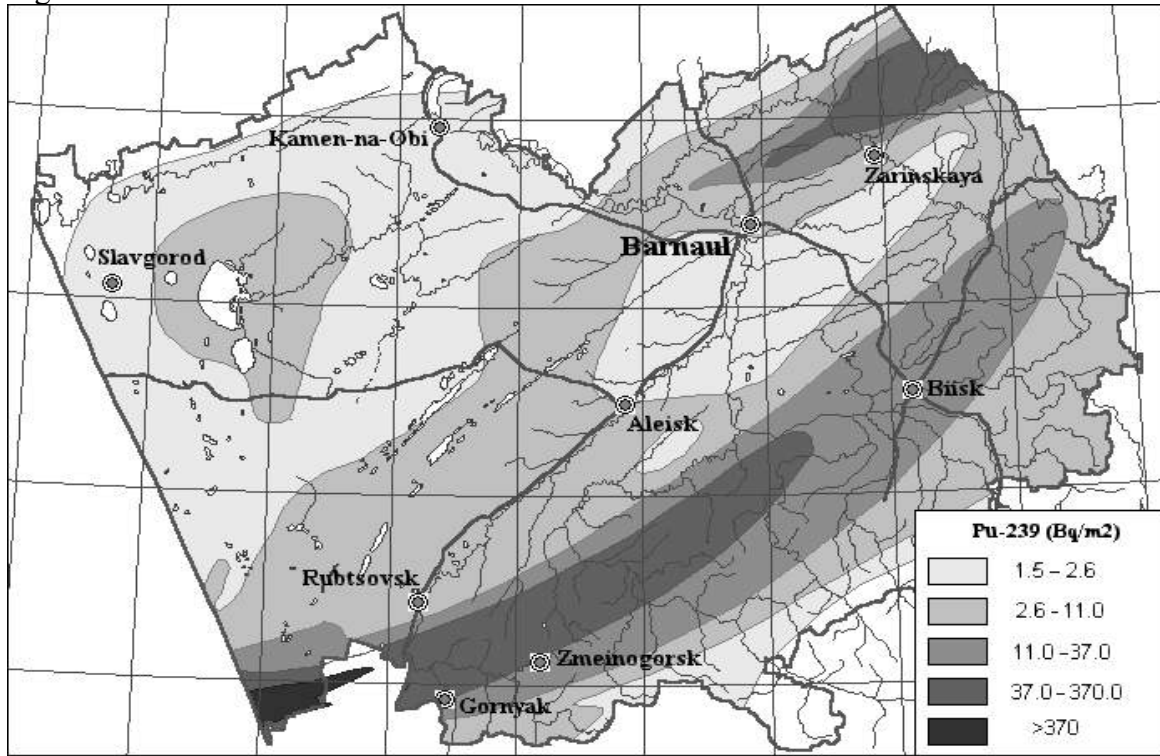 Kamen-na-Obi
Zarinskaya
Barnaul
Slavgorod
Biisk
Aleisk
Pu-239 (Bq/m2)
1.5 – 2.6
2.6 – 11.0
11.0 – 37.0
37.0 – 370.0
>370
Rubtsovsk
Zmeinogorsk
Gornyak